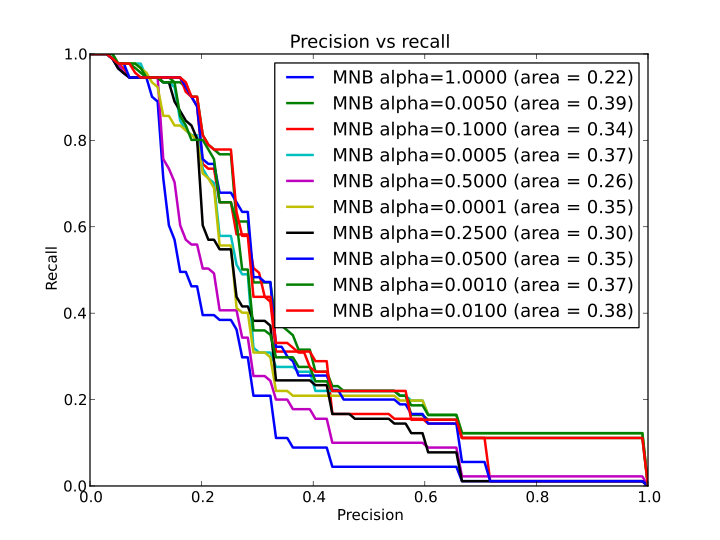 Precision vs recall
1.0
0.8
0.6
0.4
0.2
0.0
Recall
MNB alpha=1.0000 (area = 0.22)
MNB alpha=0.0050 (area = 0.39)
MNB alpha=0.1000 (area = 0.34)
MNB alpha=0.0005 (area = 0.37)
MNB alpha=0.5000 (area = 0.26)
MNB alpha=0.0001 (area = 0.35)
MNB alpha=0.2500 (area = 0.30)
MNB alpha=0.0500 (area = 0.35)
MNB alpha=0.0010 (area = 0.37)
MNB alpha=0.0100 (area = 0.38)
0.0 0.2 0.4 0.6 0.8 1.0
Precision